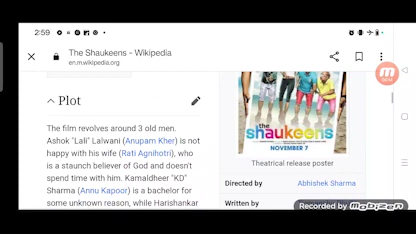 2:59
The Shaukeens - Wikipedia
en.m.wikipedia.org
Plot
The film revolves around 3 old men.
Ashok "Lali" Lalwani (Anupam Kher) is not
happy with his wife (Rati Agnihotri), who
is a staunch believer of God and doesn't
spend time with him. Kamaldheer "KD"
Sharma (Annu Kapoor) is a bachelor for
some unknown reason, while Harishankar
the
shaukeens
NOVEMBER 7
Theatrical release poster
Directed by Abhishek Sharma
Written by
Recorded by mobizen